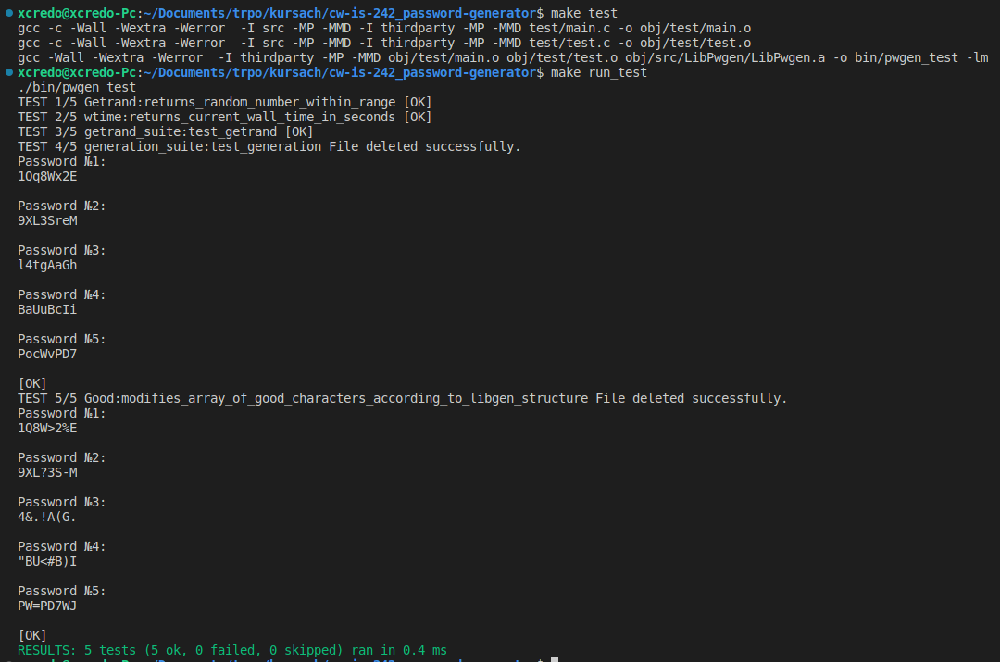 xcredo@xcredo-Pc:~/Documents/trpo/kursach/cw-is-242_password-generator$ make test
gcc -c -Wall -Wextra -Werror  -I src -MP -MMD -I thirdparty -MP -MMD test/main.c -o obj/test/main.o
gcc -c -Wall -Wextra -Werror  -I src -MP -MMD -I thirdparty -MP -MMD test/test.c -o obj/test/test.o
gcc -Wall -Wextra -Werror  -I thirdparty -MP -MMD obj/test/main.o obj/test/test.o obj/src/LibPwgen/LibPwgen.a -o bin/pwgen_test -lm
xcredo@xcredo-Pc:~/Documents/trpo/kursach/cw-is-242_password-generator$ make run_test
./bin/pwgen_test
TEST 1/5 Getrand:returns_random_number_within_range [OK]
TEST 2/5 wtime:returns_current_wall_time_in_seconds [OK]
TEST 3/5 getrand_suite:test_getrand [OK]
TEST 4/5 generation_suite:test_generation File deleted successfully.
Password №1:
1Qq8Wx2E
Password №2:
9XL3SreM
Password №3:
l4tgAaGh
Password №4:
BaUuBcIi
Password №5:
PocWvPD7
[OK]
TEST 5/5 Good:modifies_array_of_good_characters_according_to_libgen_structure File deleted successfully.
Password №1:
1Q8W>2%E
Password №2:
9XL?3S-M
Password №3:
4&.!A(G.
Password №4:
"BU<#B)I
Password №5:
PW=PD7WJ
[OK]
RESULTS: 5 tests (5 ok, 0 failed, 0 skipped) ran in 0.4 ms